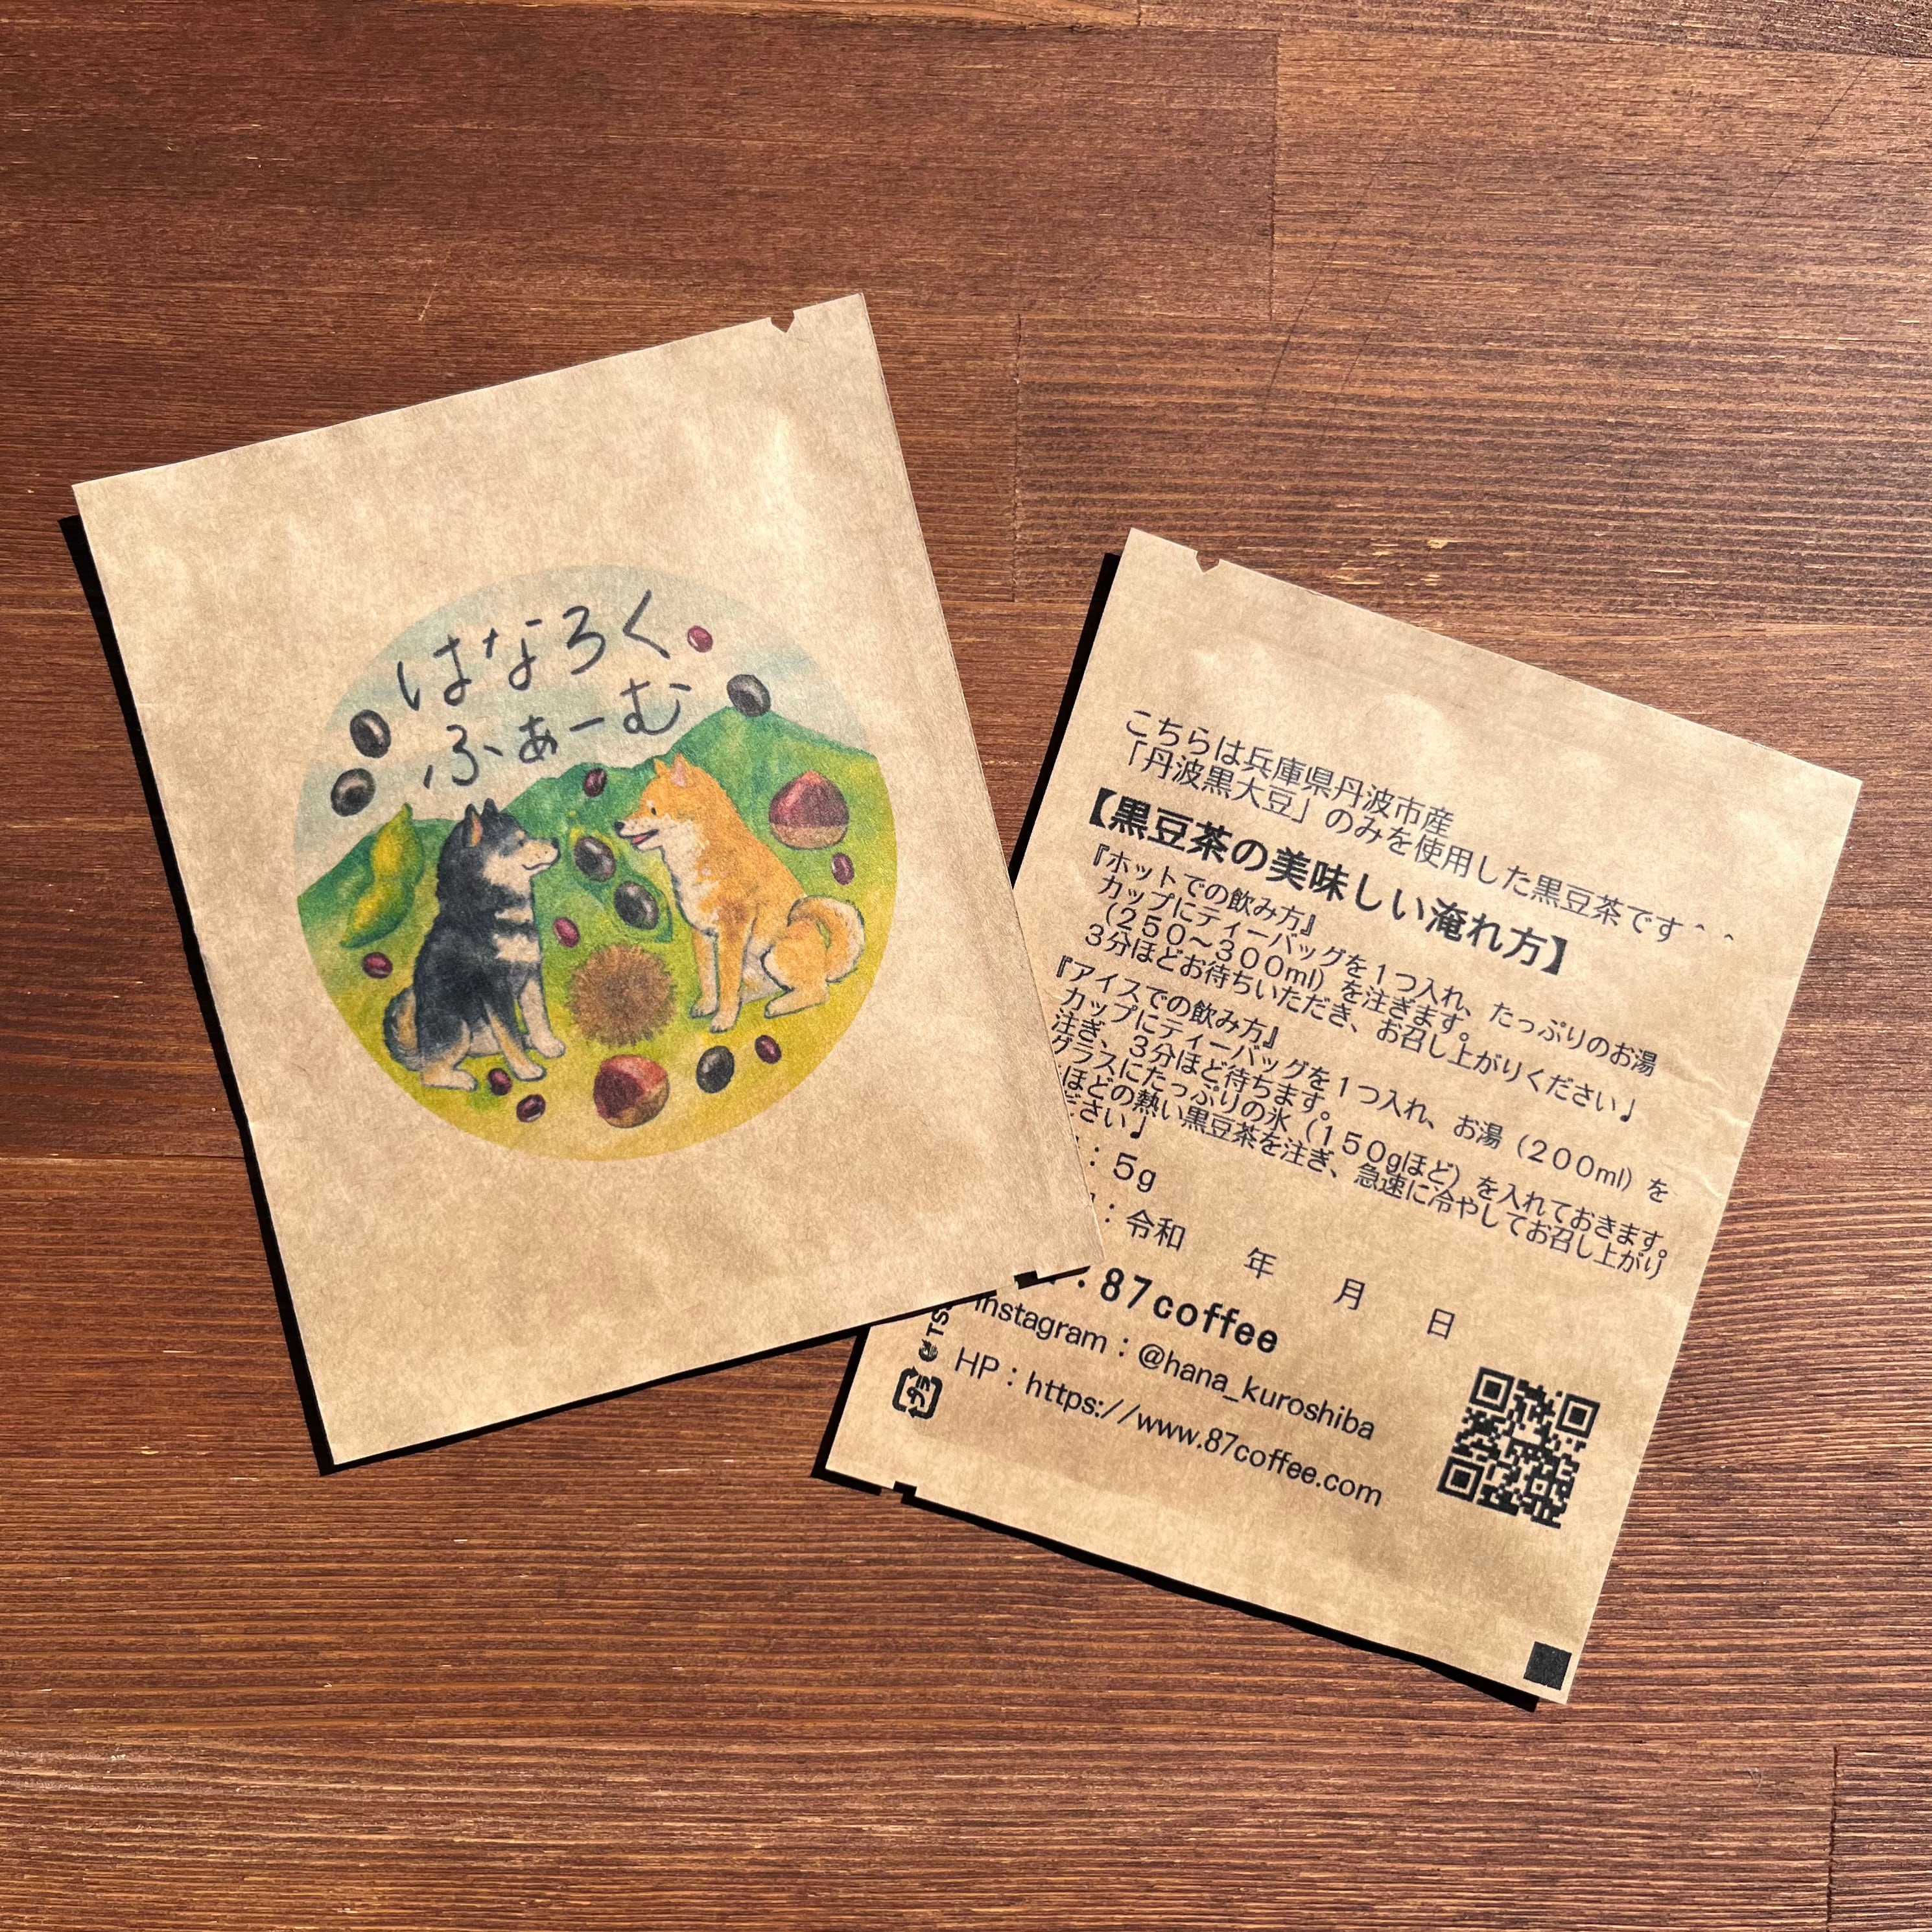 はなろく
ふぁーむ
こちらは兵庫県丹波市産
「丹波黒大豆」のみを使用した黒豆茶です＾＾
【黒豆茶の美味しい淹れ方】
『ホットでの飲み方』
カップにティーバッグを１つ入れ、たっぷりのお湯
（２５０～３００ml）を注ぎます。
３分ほどお待ちいただき、お召し上がりください♩
『アイスでの飲み方』
カップにティーバッグを１つ入れ、お湯（２００ml）を
注ぎ、３分ほど待ちます。
グラスにたっぷりの氷（１５０gほど）を入れておきます。
ほどの熱い黒豆茶を注ぎ、急速に冷やしてお召し上がり
ださい♩
：５g
：令和 年 月 日
：87coffee
Instagram：@hana_kuroshiba
HP：https://www.87coffee.com
プラ